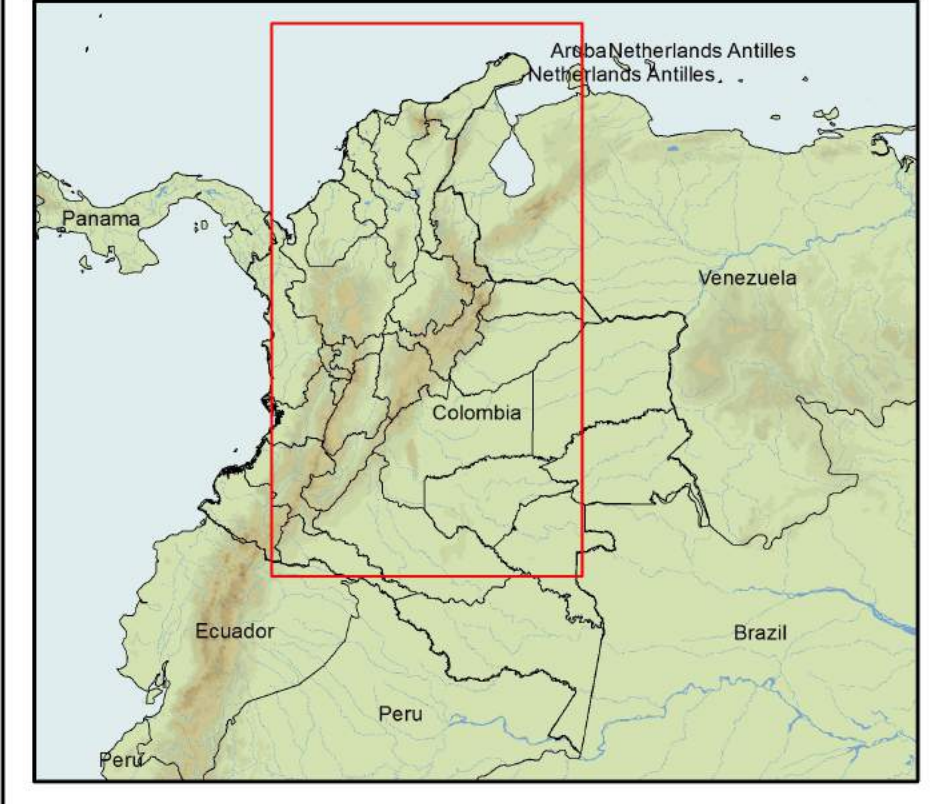 Aruba Netherlands Antilles
Netherlands Antilles
Panama
Venezuela
Colombia
Ecuador
Brazil
Peru
Peru